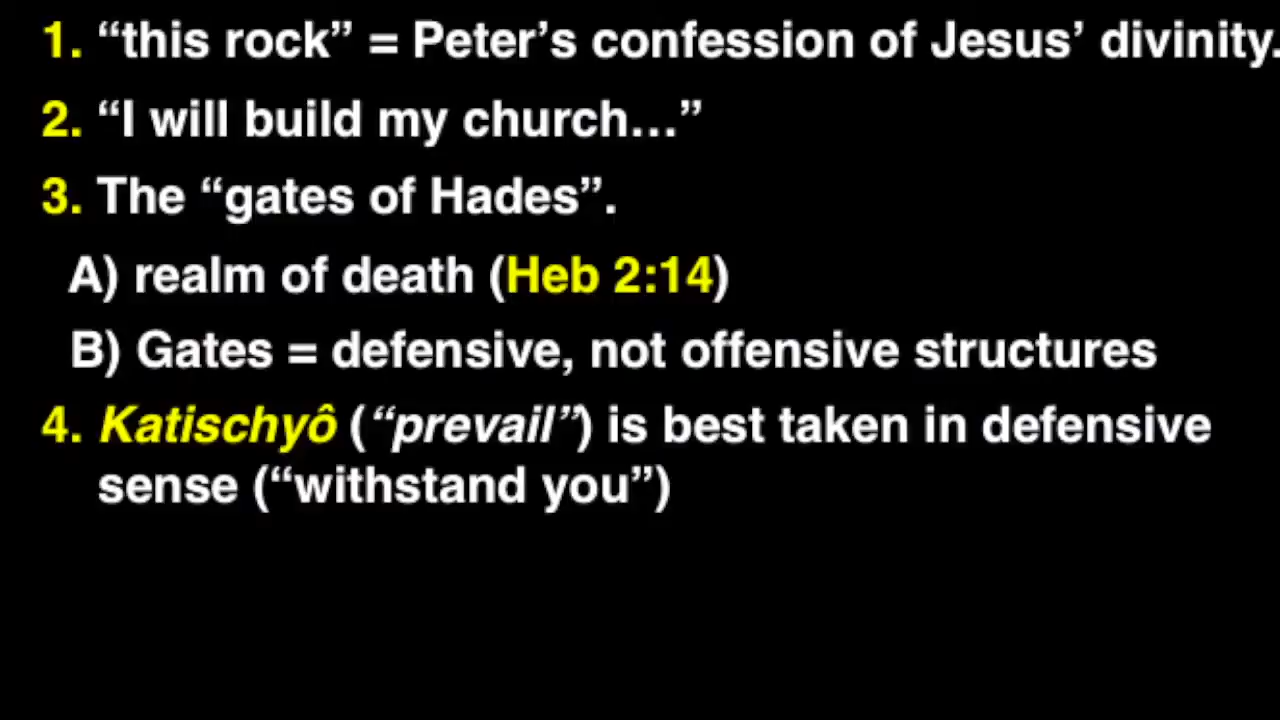 1. “this rock” = Peter’s confession of Jesus’ divinity.
2. “I will build my church…”
3. The “gates of Hades”.
A) realm of death (Heb 2:14)
B) Gates = defensive, not offensive structures
4. Katischyô (“prevail”) is best taken in defensive
sense (“withstand you”)